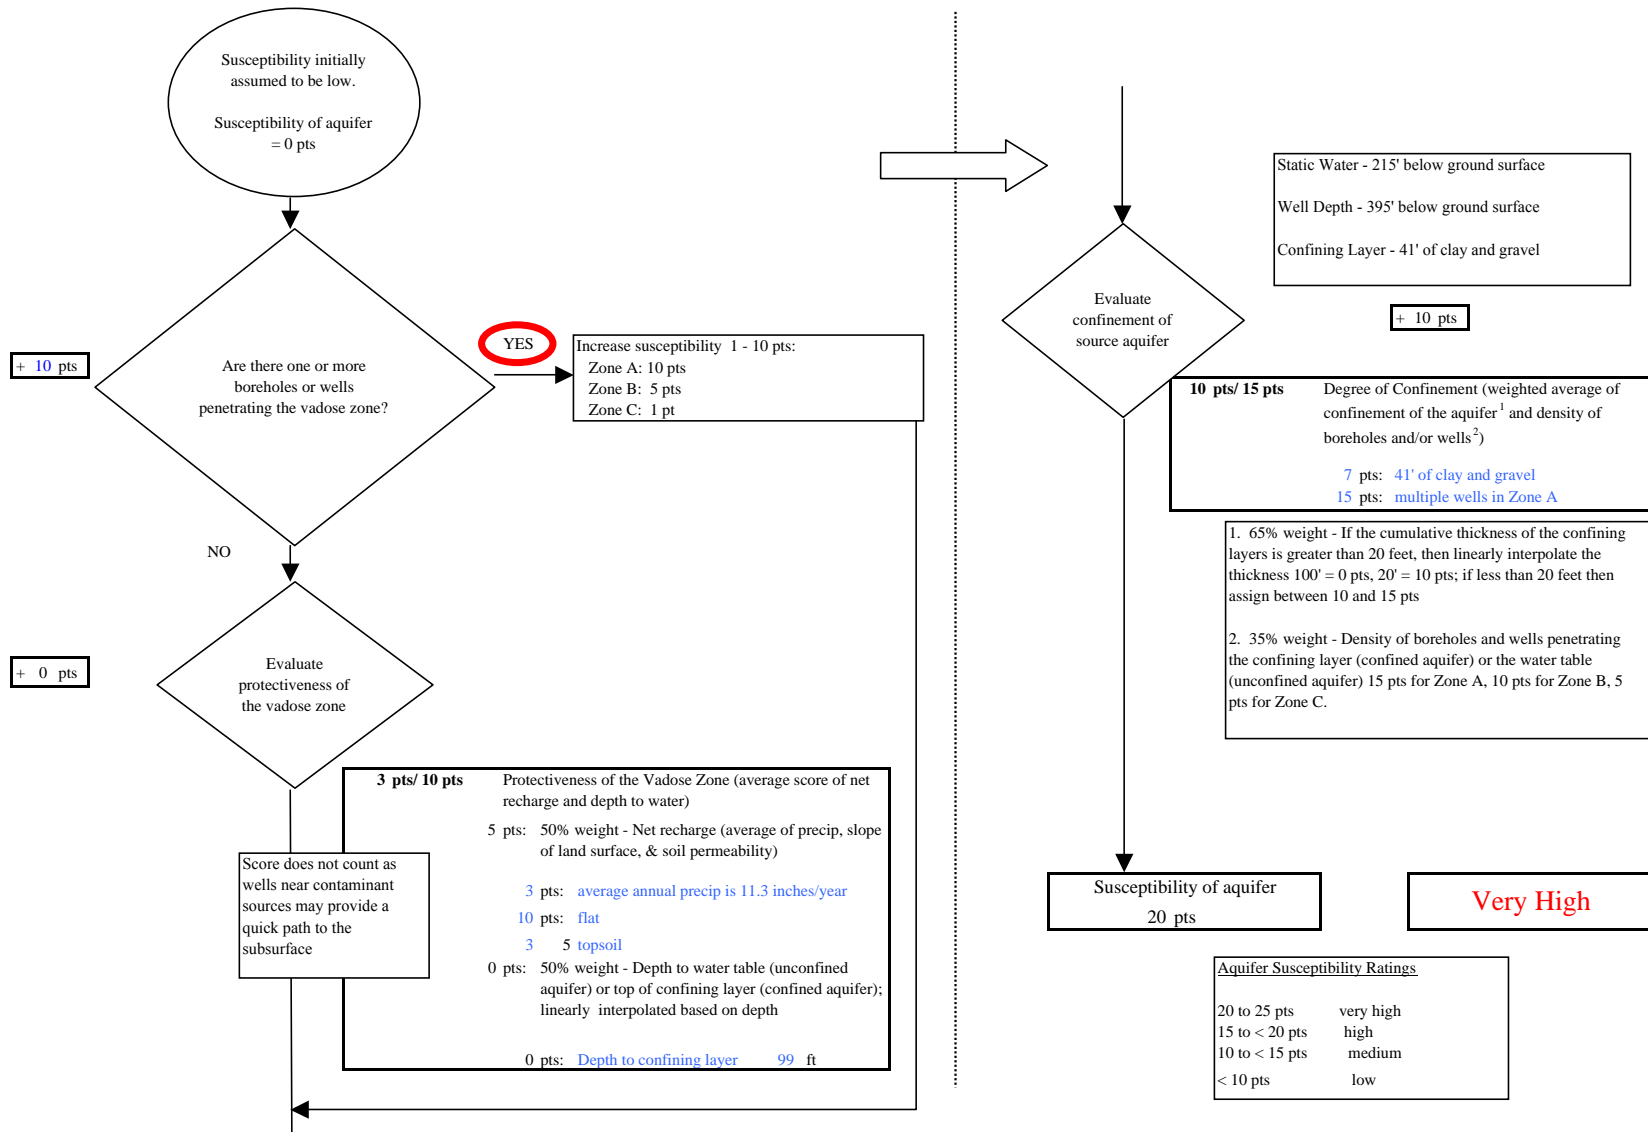 Susceptibility initially
assumed to be low.
Susceptibility of aquifer
= 0 pts
+ 10 pts
Are there one or more
boreholes or wells
penetrating the vadose zone?
YES
Increase susceptibility 1 - 10 pts:
Zone A: 10 pts
Zone B: 5 pts
Zone C: 1 pt
NO
+ 0 pts
Evaluate
protectiveness of
the vadose zone
3 pts/ 10 pts Protectiveness of the Vadose Zone (average score of net
recharge and depth to water)
5 pts: 50% weight - Net recharge (average of precip, slope
of land surface, & soil permeability)
3 pts: average annual precip is 11.3 inches/year
10 pts: flat
3 5 topsoil
0 pts: 50% weight - Depth to water table (unconfined
aquifer) or top of confining layer (confined aquifer);
linearly interpolated based on depth
0 pts: Depth to confining layer 99 ft
Score does not count as
wells near contaminant
sources may provide a
quick path to the
subsurface
Evaluate
confinement of
source aquifer
Static Water - 215' below ground surface
Well Depth - 395' below ground surface
Confining Layer - 41' of clay and gravel
+ 10 pts
10 pts/ 15 pts Degree of Confinement (weighted average of
confinement of the aquifer1 and density of
boreholes and/or wells2)
7 pts: 41' of clay and gravel
15 pts: multiple wells in Zone A
1. 65% weight - If the cumulative thickness of the confining
layers is greater than 20 feet, then linearly interpolate the
thickness 100' = 0 pts, 20' = 10 pts; if less than 20 feet then
assign between 10 and 15 pts
2. 35% weight - Density of boreholes and wells penetrating
the confining layer (confined aquifer) or the water table
(unconfined aquifer) 15 pts for Zone A, 10 pts for Zone B, 5
pts for Zone C.
Susceptibility of aquifer
20 pts
Very High
Aquifer Susceptibility Ratings
20 to 25 pts very high
15 to < 20 pts high
10 to < 15 pts medium
< 10 pts low